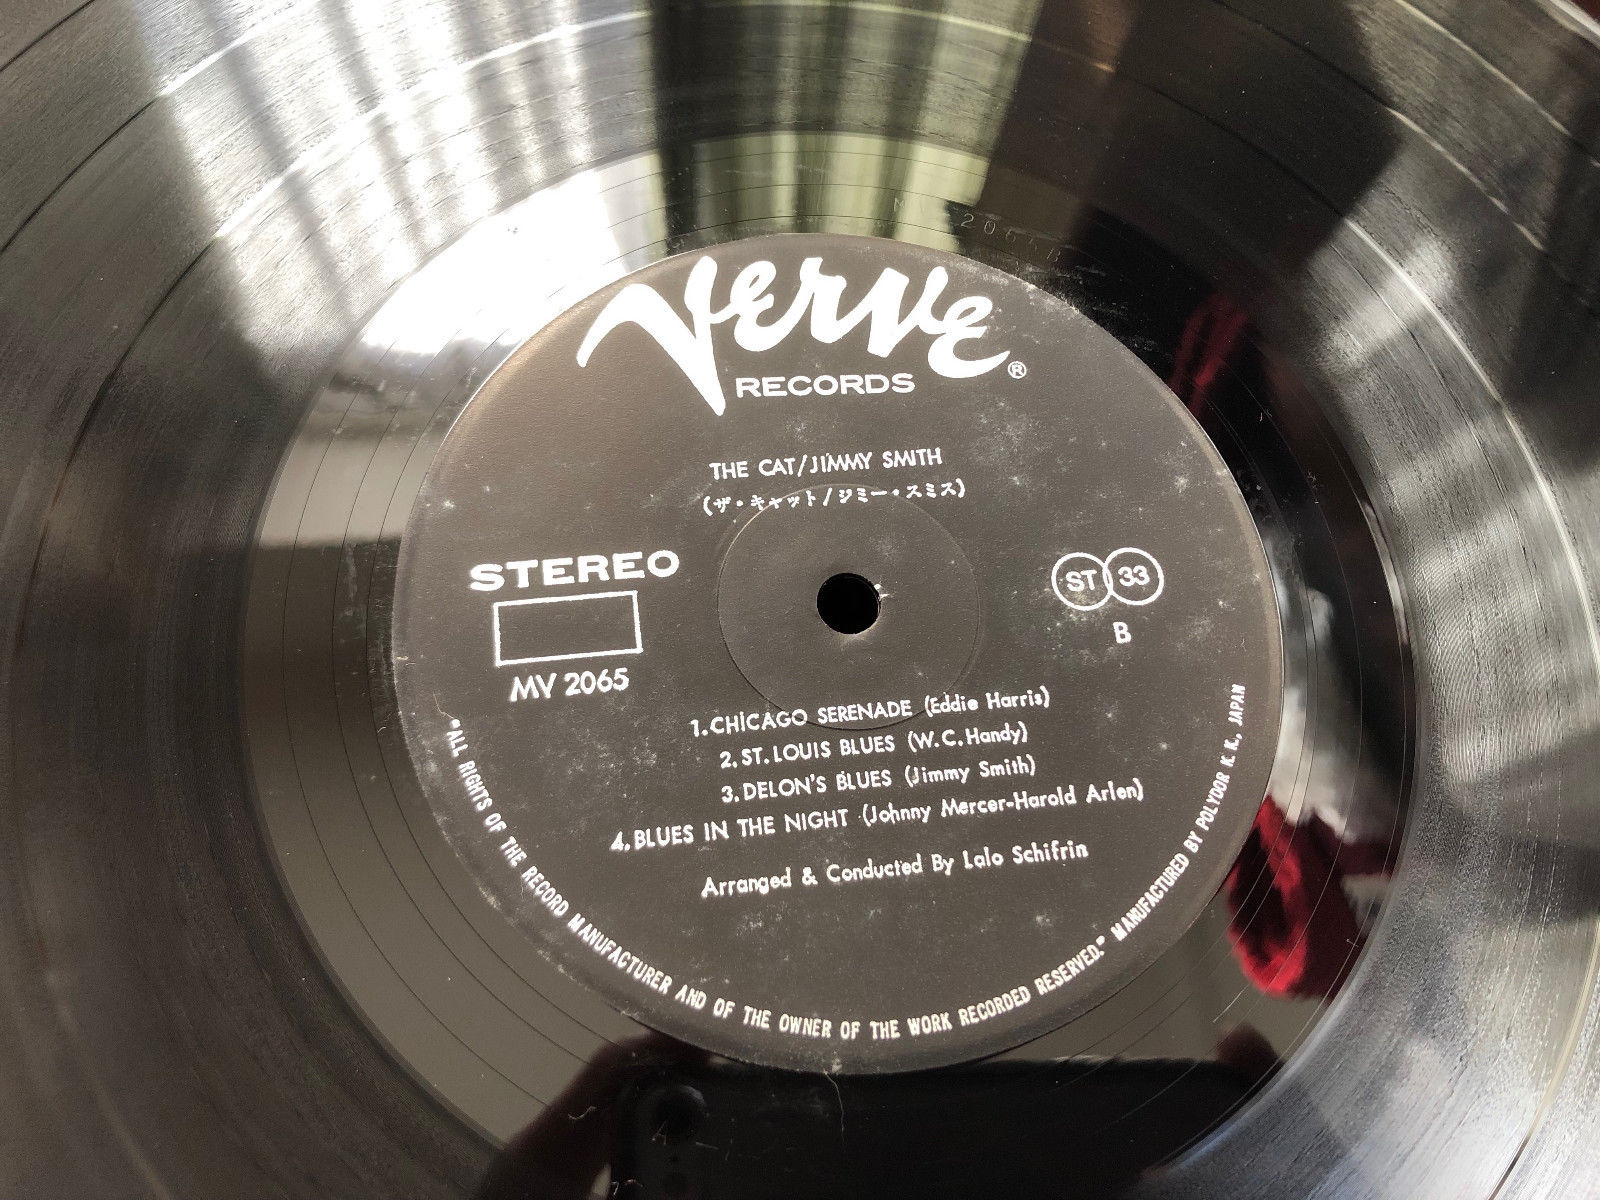 Verve
RECORDS
®
THE CAT/JIMMY SMITH
(ザ・キャット/ジミー・スミス)
STEREO
ST 33
B
MV 2065
1.CHICAGO SERENADE (Eddie Harris)
2.ST. LOUIS BLUES (W.C.Handy)
3.DELON'S BLUES (Jimmy Smith)
4.BLUES IN THE NIGHT (Johnny Mercer-Harold Arlen)
Arranged & Conducted By Lalo Schifrin
"ALL RIGHTS OF THE RECORD MANUFACTURER AND OF THE OWNER OF THE WORK RECORDED RESERVED." MANUFACTURED BY POLYDOR K. K., JAPAN